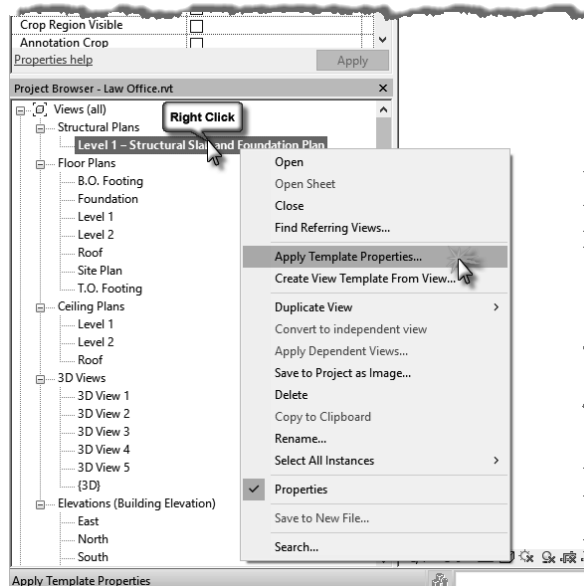 Crop Region Visible
Annotation Crop
Properties help
Apply
Project Browser - Law Office.rvt
Views (all)
Right Click
Structural Plans
Level 1 – Structural Slab and Foundation Plan
Floor Plans
B.O. Footing
Foundation
Level 1
Level 2
Roof
Site Plan
T.O. Footing
Ceiling Plans
Level 1
Level 2
Roof
3D Views
3D View 1
3D View 2
3D View 3
3D View 4
3D View 5
{3D}
Elevations (Building Elevation)
East
North
South
Open
Open Sheet
Close
Find Referring Views...
Apply Template Properties...
Create View Template From View...
Duplicate View
Convert to independent view
Apply Dependent Views...
Save to Project as Image...
Delete
Copy to Clipboard
Rename...
Select All Instances
Properties
Save to New File...
Search...
Apply Template Properties